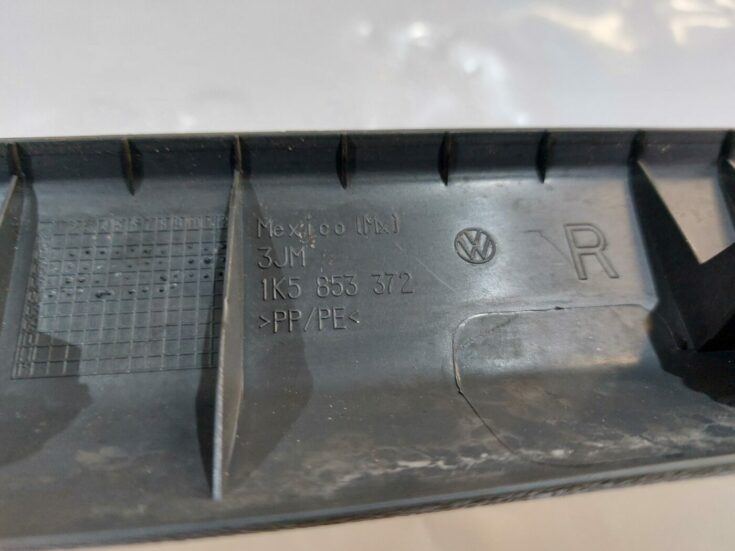 Mexico (Mx)
3JM
1K5 853 372
>PP/PE<
R